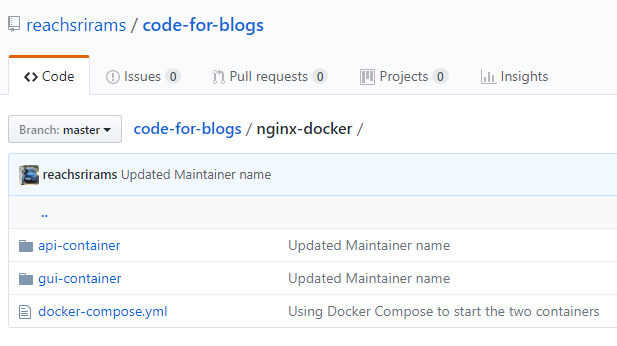 reachsrirams / code-for-blogs
Code Issues 0 Pull requests 0 Projects 0 Insights
Branch: master code-for-blogs / nginx-docker /
reachsrirams Updated Maintainer name
..
api-container Updated Maintainer name
gui-container Updated Maintainer name
docker-compose.yml Using Docker Compose to start the two containers